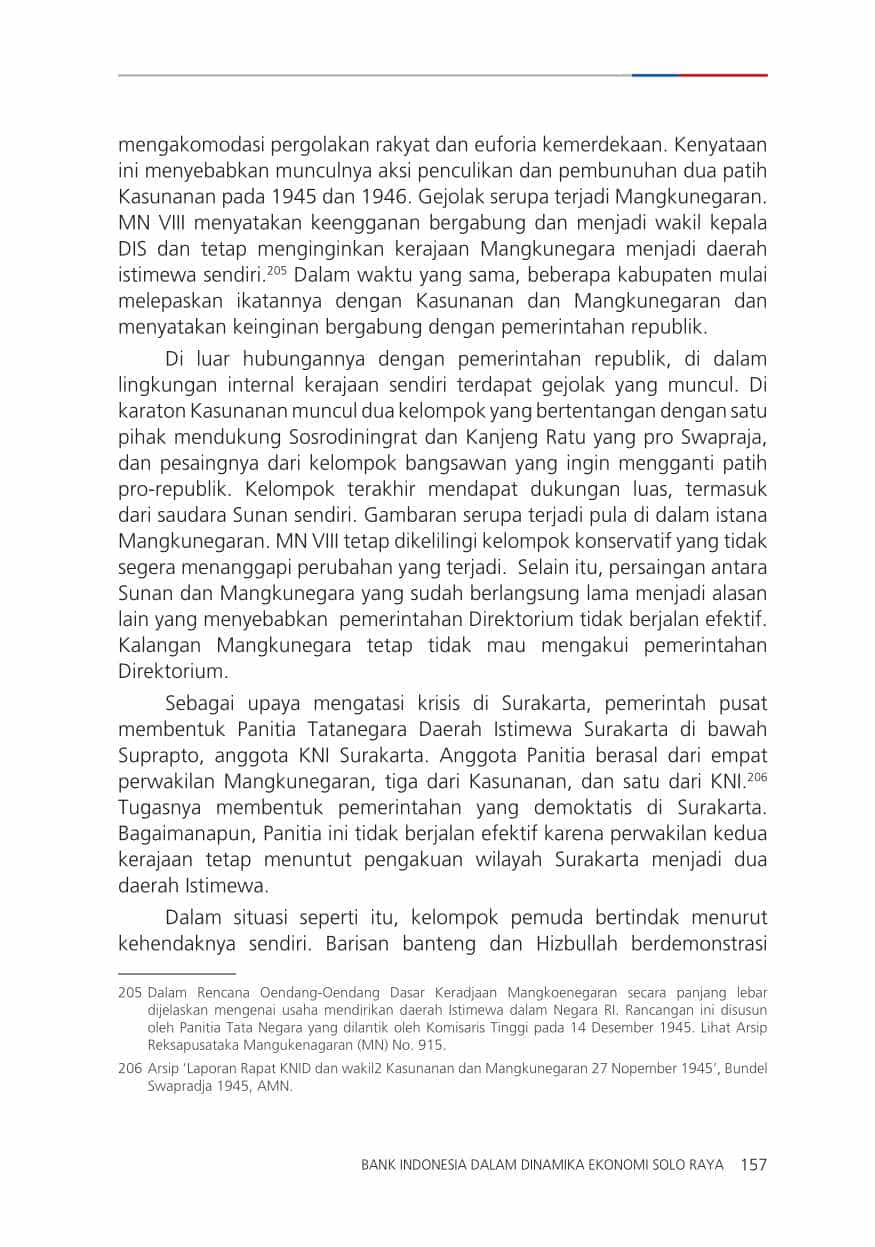 mengakomodasi pergolakan rakyat dan euforia kemerdekaan. Kenyataan
ini menyebabkan munculnya aksi penculikan dan pembunuhan dua patih
Kasunanan pada 1945 dan 1946. Gejolak serupa terjadi Mangkunegaran.
MN VIII menyatakan keengganan bergabung dan menjadi wakil kepala
DIS dan tetap menginginkan kerajaan Mangkunegara menjadi daerah
istimewa sendiri.205 Dalam waktu yang sama, beberapa kabupaten mulai
melepaskan ikatannya dengan Kasunanan dan Mangkunegaran dan
menyatakan keinginan bergabung dengan pemerintahan republik.
Di luar hubungannya dengan pemerintahan republik, di dalam
lingkungan internal kerajaan sendiri terdapat gejolak yang muncul. Di
karaton Kasunanan muncul dua kelompok yang bertentangan dengan satu
pihak mendukung Sosrodiningrat dan Kanjeng Ratu yang pro Swapraja,
dan pesaingnya dari kelompok bangsawan yang ingin mengganti patih
pro-republik. Kelompok terakhir mendapat dukungan luas, termasuk
dari saudara Sunan sendiri. Gambaran serupa terjadi pula di dalam istana
Mangkunegaran. MN VIII tetap dikelilingi kelompok konservatif yang tidak
segera menanggapi perubahan yang terjadi.  Selain itu, persaingan antara
Sunan dan Mangkunegara yang sudah berlangsung lama menjadi alasan
lain yang menyebabkan  pemerintahan Direktorium tidak berjalan efektif.
Kalangan Mangkunegara tetap tidak mau mengakui pemerintahan
Direktorium.
Sebagai upaya mengatasi krisis di Surakarta, pemerintah pusat
membentuk Panitia Tatanegara Daerah Istimewa Surakarta di bawah
Suprapto, anggota KNI Surakarta. Anggota Panitia berasal dari empat
perwakilan Mangkunegaran, tiga dari Kasunanan, dan satu dari KNI.206
Tugasnya membentuk pemerintahan yang demoktatis di Surakarta.
Bagaimanapun, Panitia ini tidak berjalan efektif karena perwakilan kedua
kerajaan tetap menuntut pengakuan wilayah Surakarta menjadi dua
daerah Istimewa.
Dalam situasi seperti itu, kelompok pemuda bertindak menurut
kehendaknya sendiri. Barisan banteng dan Hizbullah berdemonstrasi
205 Dalam Rencana Oendang-Oendang Dasar Keradjaan Mangkoenegaran secara panjang lebar
dijelaskan mengenai usaha mendirikan daerah Istimewa dalam Negara RI. Rancangan ini disusun
oleh Panitia Tata Negara yang dilantik oleh Komisaris Tinggi pada 14 Desember 1945. Lihat Arsip
Reksapusataka Mangukenagaran (MN) No. 915.
206 Arsip ‘Laporan Rapat KNID dan wakil2 Kasunanan dan Mangkunegaran 27 Nopember 1945’, Bundel
Swapradja 1945, AMN.
BANK INDONESIA DALAM DINAMIKA EKONOMI SOLO RAYA 157